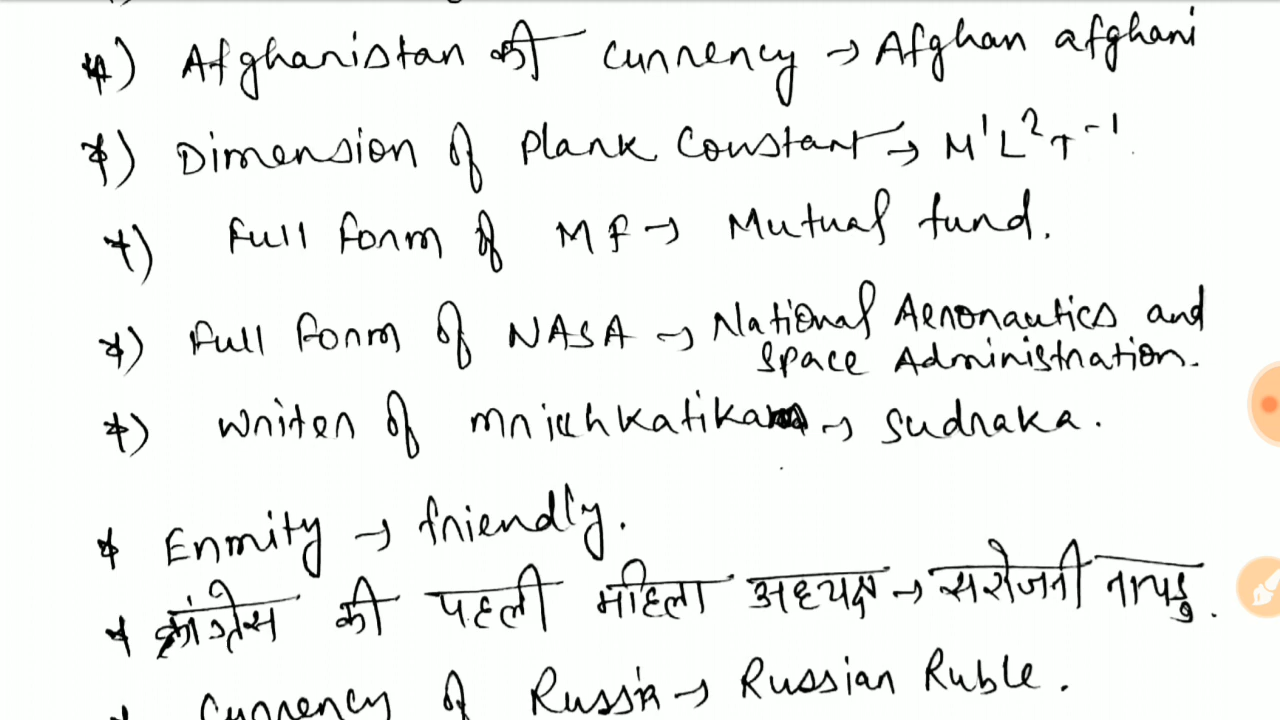 *) Afghanistan की currency → Afghan afghani
*) Dimension of Plank Constant → M¹L²T⁻¹
*) Full form of MF → Mutual fund.
*) Full form of NASA → National Aeronautics and
Space Administration.
*) writer of mricchkatikam → Sudraka.
* Enmity → friendly.
* कांग्रेस की पहली महिला अध्यक्ष → सरोजनी नायडु.
* Currency of Russia → Russian Ruble.